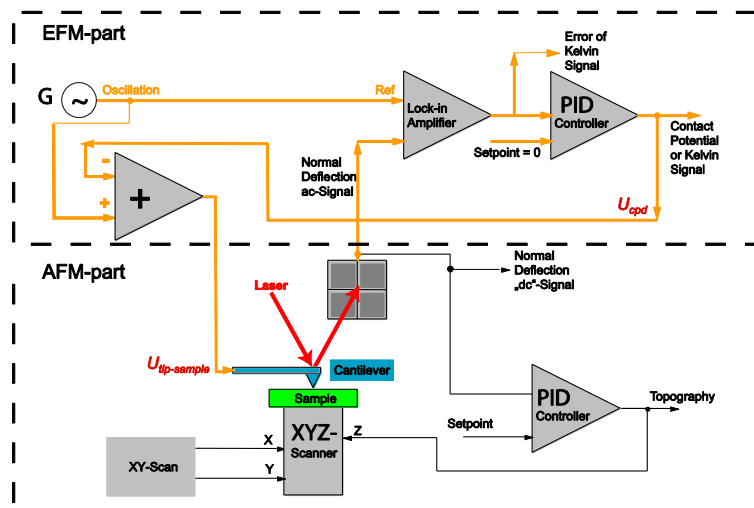 EFM-part
G
~
Oscillation
Ref
Lock-in
Amplifier
Error of
Kelvin
Signal
PID
Controller
Setpoint = 0
Contact
Potential
or Kelvin
Signal
Normal
Deflection
ac-Signal
-
+
+
U cpd
AFM-part
Laser
Normal
Deflection
„dc“-Signal
U tip-sample
Cantilever
Sample
XYZ-
Scanner
X
Y
Z
XY-Scan
Setpoint
PID
Controller
Topography